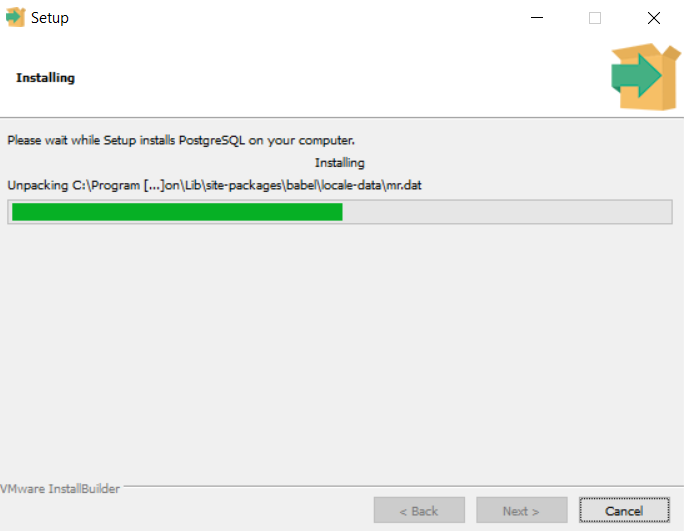 Setup
Installing
Please wait while Setup installs PostgreSQL on your computer.
Installing
Unpacking C:\Program [...]on\Lib\site-packages\babel\locale-data\mr.dat
VMware InstallBuilder
< Back
Next >
Cancel